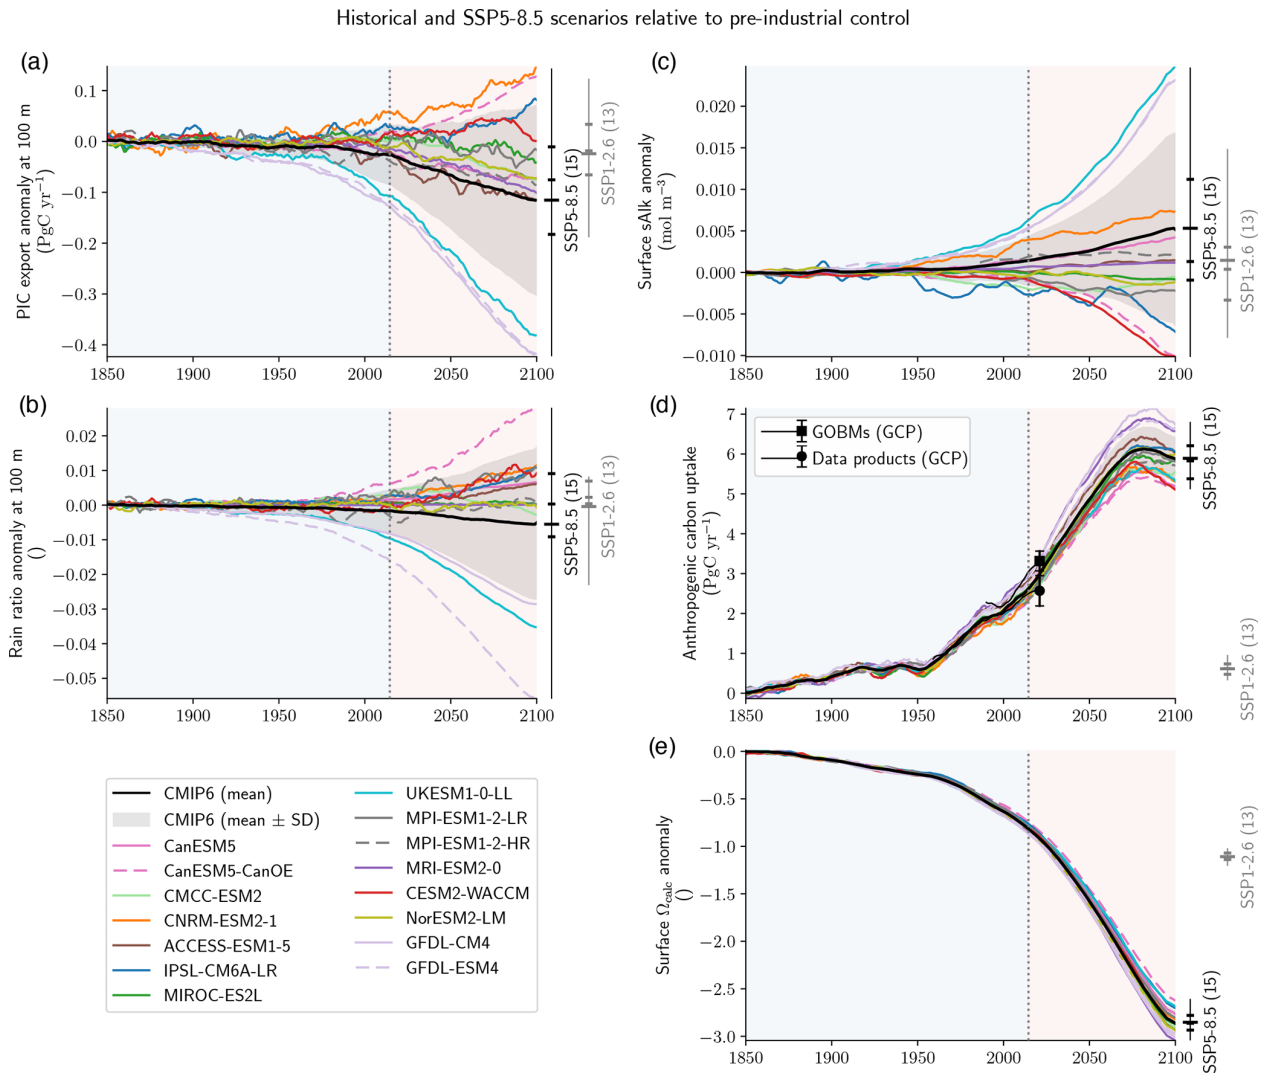 Historical and SSP5-8.5 scenarios relative to pre-industrial control
(a)
PIC export anomaly at 100 m
(PgC yr−1)
0.1
0.0
−0.1
−0.2
−0.3
−0.4
1850 1900 1950 2000 2050 2100
SSP5-8.5 (15)
SSP1-2.6 (13)
(c)
Surface sAlk anomaly
(mol m−3)
0.020
0.015
0.010
0.005
0.000
−0.005
−0.010
1850 1900 1950 2000 2050 2100
SSP5-8.5 (15)
SSP1-2.6 (13)
(b)
Rain ratio anomaly at 100 m
()
0.02
0.01
0.00
−0.01
−0.02
−0.03
−0.04
−0.05
1850 1900 1950 2000 2050 2100
SSP5-8.5 (15)
SSP1-2.6 (13)
(d)
Anthropogenic carbon uptake
(PgC yr−1)
7
6
5
4
3
2
1
0
1850 1900 1950 2000 2050 2100
GOBMs (GCP)
Data products (GCP)
SSP5-8.5 (15)
SSP1-2.6 (13)
(e)
Surface Ωcalc anomaly
()
0.0
−0.5
−1.0
−1.5
−2.0
−2.5
−3.0
1850 1900 1950 2000 2050 2100
SSP5-8.5 (15)
SSP1-2.6 (13)
CMIP6 (mean)
CMIP6 (mean ± SD)
CanESM5
CanESM5-CanOE
CMCC-ESM2
CNRM-ESM2-1
ACCESS-ESM1-5
IPSL-CM6A-LR
MIROC-ES2L
UKESM1-0-LL
MPI-ESM1-2-LR
MPI-ESM1-2-HR
MRI-ESM2-0
CESM2-WACCM
NorESM2-LM
GFDL-CM4
GFDL-ESM4